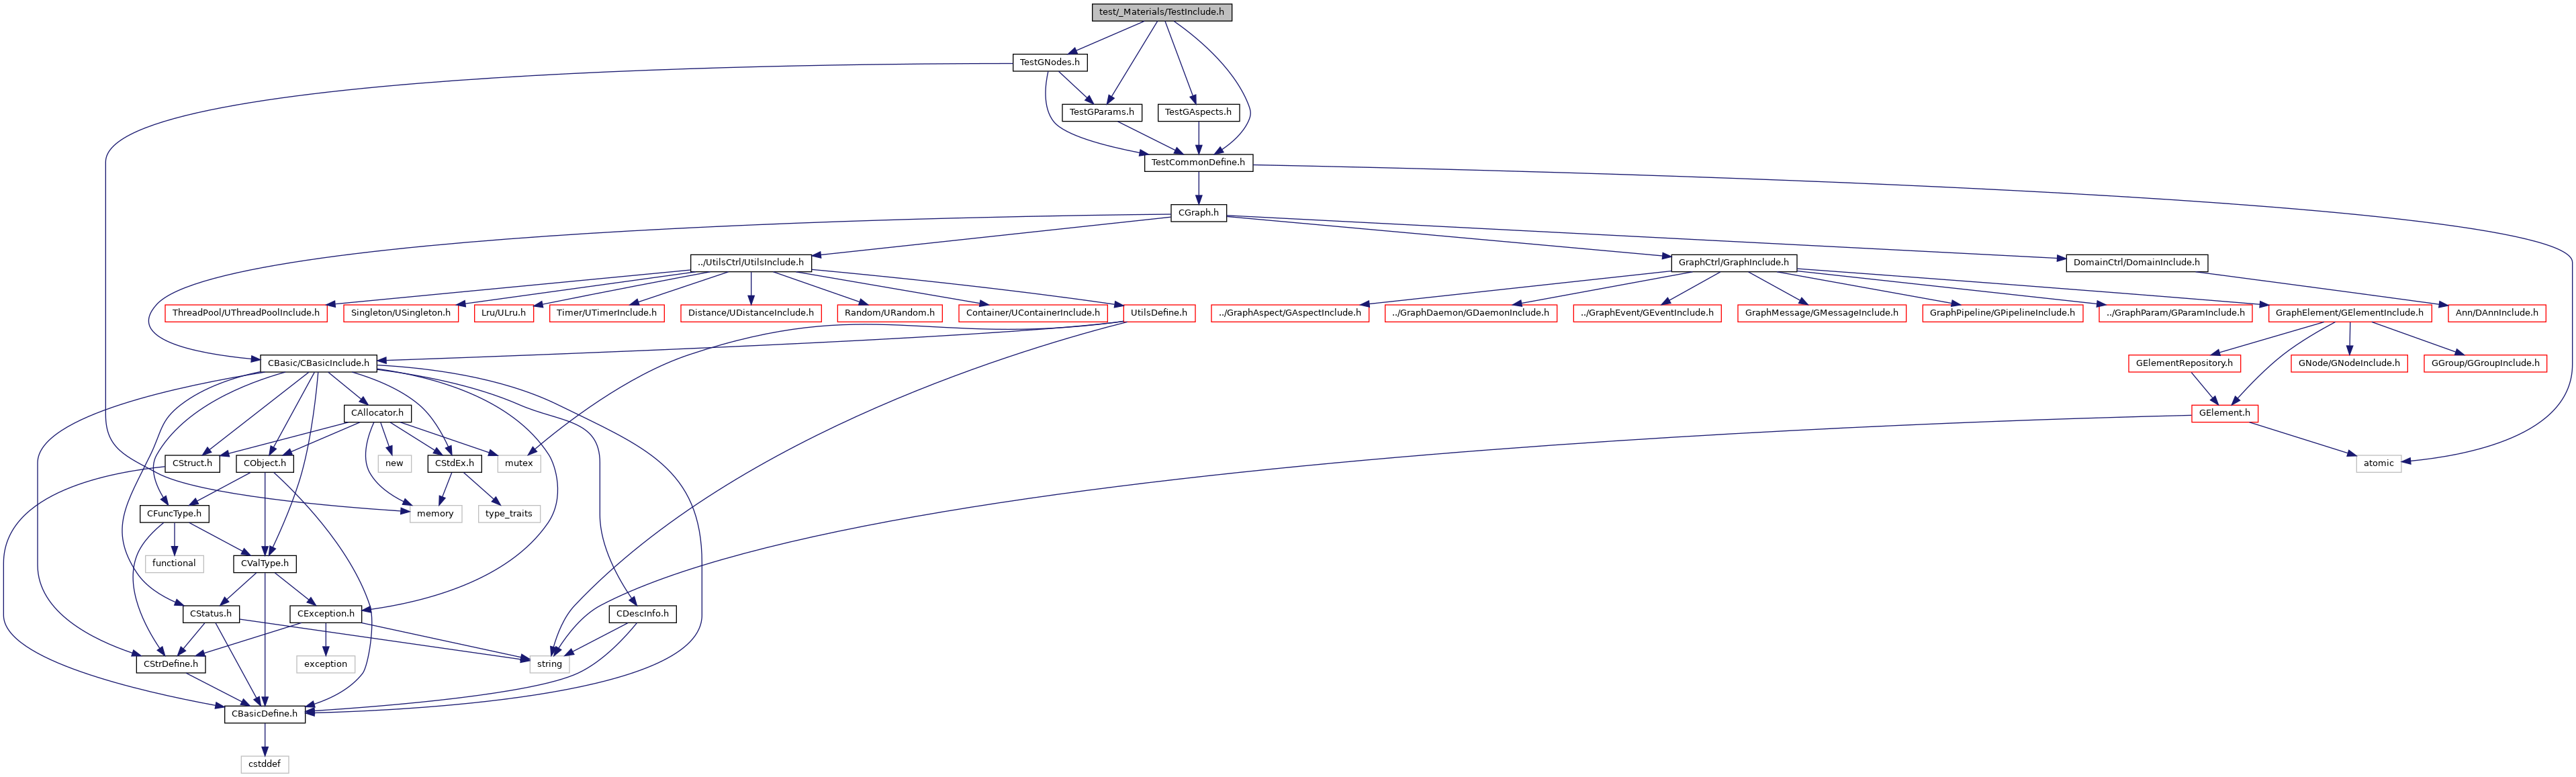 test/_Materials/TestInclude.h
TestGNodes.h
TestGParams.h
TestGAspects.h
TestCommonDefine.h
CGraph.h
../UtilsCtrl/UtilsInclude.h
GraphCtrl/GraphInclude.h
DomainCtrl/DomainInclude.h
ThreadPool/UThreadPoolInclude.h
Singleton/USingleton.h
Lru/ULru.h
Timer/UTimerInclude.h
Distance/UDistanceInclude.h
Random/URandom.h
Container/UContainerInclude.h
UtilsDefine.h
../GraphAspect/GAspectInclude.h
../GraphDaemon/GDaemonInclude.h
../GraphEvent/GEventInclude.h
GraphMessage/GMessageInclude.h
GraphPipeline/GPipelineInclude.h
../GraphParam/GParamInclude.h
GraphElement/GElementInclude.h
Ann/DAnnInclude.h
CBasic/CBasicInclude.h
GElementRepository.h
GNode/GNodeInclude.h
GGroup/GGroupInclude.h
CAllocator.h
GElement.h
CStruct.h
CObject.h
new
CStdEx.h
mutex
atomic
CFuncType.h
memory
type_traits
functional
CValType.h
CStatus.h
CException.h
CDescInfo.h
CStrDefine.h
exception
string
CBasicDefine.h
cstddef